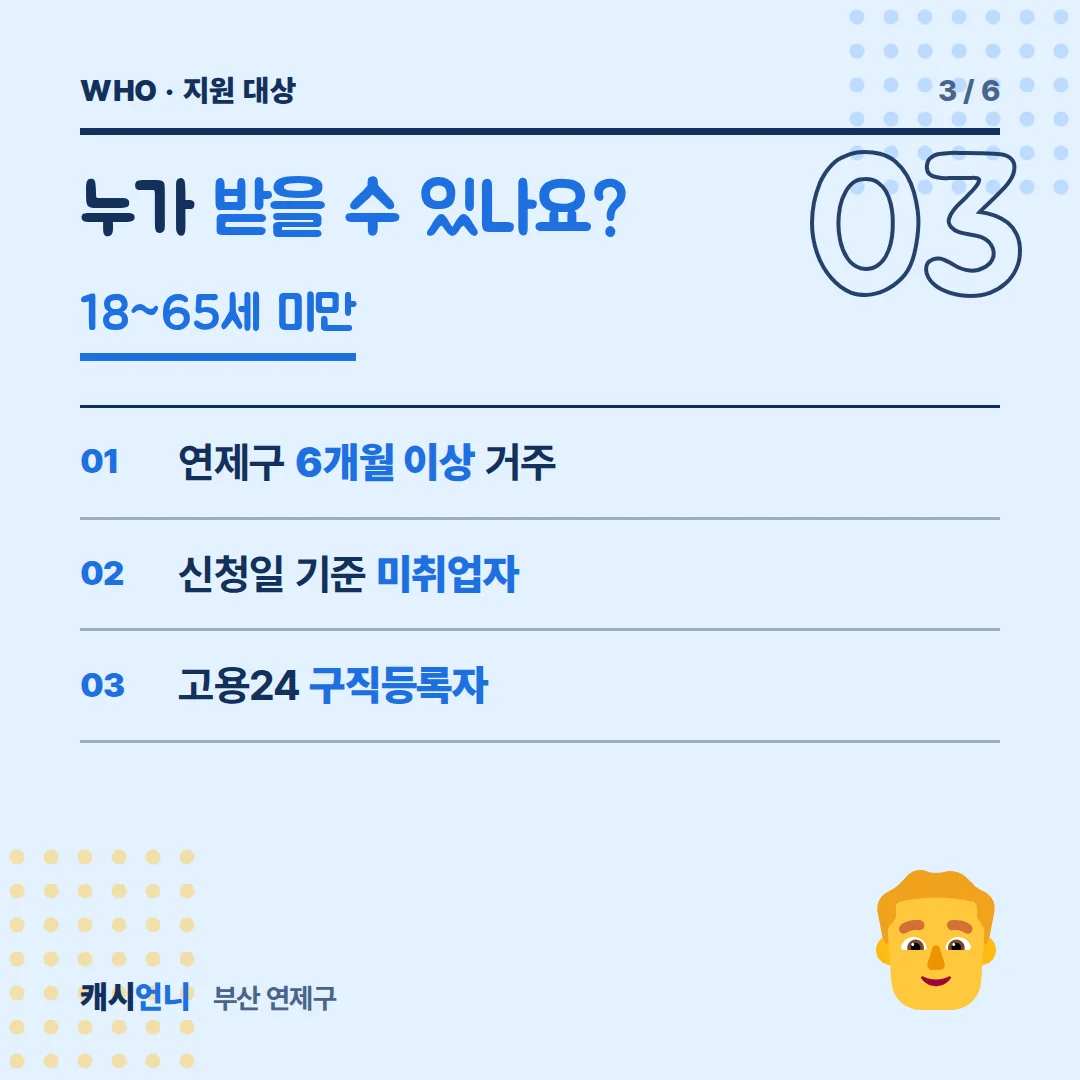 WHO · 지원 대상
3 / 6
누가 받을 수 있나요?
03
18~65세 미만
01 연제구 6개월 이상 거주
02 신청일 기준 미취업자
03 고용24 구직등록자
캐시언니 부산 연제구